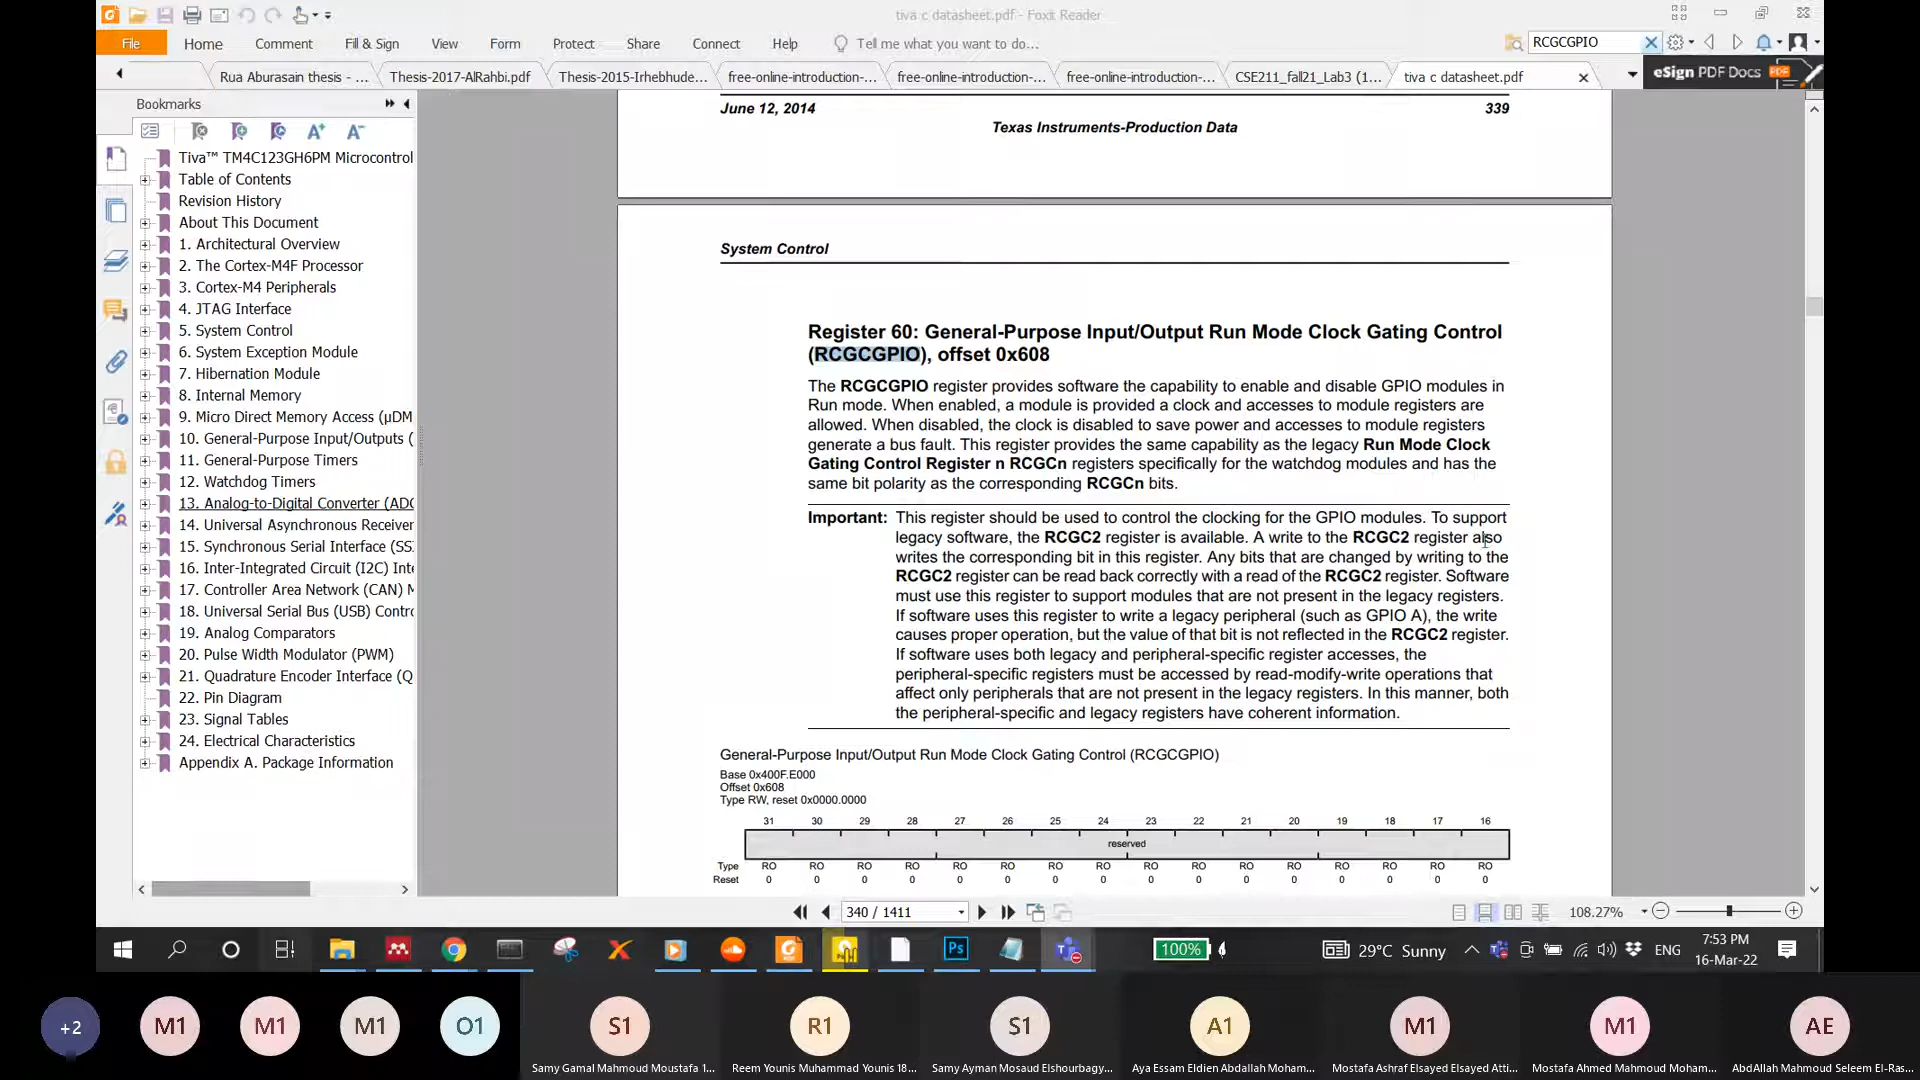 tiva c datasheet.pdf - Foxit Reader
File
Home
Comment
Fill & Sign
View
Form
Protect
Share
Connect
Help
Tell me what you want to do...
RCGCGPIO
Rua Aburasain thesis - ...
Thesis-2017-AlRahbi.pdf
Thesis-2015-Irhebhude...
free-online-introduction-...
free-online-introduction-...
free-online-introduction-...
CSE211_fall21_Lab3 (1...
tiva c datasheet.pdf
eSign PDF Docs
PDF
Bookmarks
Tiva™ TM4C123GH6PM Microcontrol
Table of Contents
Revision History
About This Document
1. Architectural Overview
2. The Cortex-M4F Processor
3. Cortex-M4 Peripherals
4. JTAG Interface
5. System Control
6. System Exception Module
7. Hibernation Module
8. Internal Memory
9. Micro Direct Memory Access (µDM
10. General-Purpose Input/Outputs (
11. General-Purpose Timers
12. Watchdog Timers
13. Analog-to-Digital Converter (ADC
14. Universal Asynchronous Receiver
15. Synchronous Serial Interface (SS
16. Inter-Integrated Circuit (I2C) Inte
17. Controller Area Network (CAN) M
18. Universal Serial Bus (USB) Contro
19. Analog Comparators
20. Pulse Width Modulator (PWM)
21. Quadrature Encoder Interface (Q
22. Pin Diagram
23. Signal Tables
24. Electrical Characteristics
Appendix A. Package Information
June 12, 2014 339
Texas Instruments-Production Data
System Control
Register 60: General-Purpose Input/Output Run Mode Clock Gating Control
(RCGCGPIO), offset 0x608
The RCGCGPIO register provides software the capability to enable and disable GPIO modules in
Run mode. When enabled, a module is provided a clock and accesses to module registers are
allowed. When disabled, the clock is disabled to save power and accesses to module registers
generate a bus fault. This register provides the same capability as the legacy Run Mode Clock
Gating Control Register n RCGCn registers specifically for the watchdog modules and has the
same bit polarity as the corresponding RCGCn bits.
Important: This register should be used to control the clocking for the GPIO modules. To support
legacy software, the RCGC2 register is available. A write to the RCGC2 register also
writes the corresponding bit in this register. Any bits that are changed by writing to the
RCGC2 register can be read back correctly with a read of the RCGC2 register. Software
must use this register to support modules that are not present in the legacy registers.
If software uses this register to write a legacy peripheral (such as GPIO A), the write
causes proper operation, but the value of that bit is not reflected in the RCGC2 register.
If software uses both legacy and peripheral-specific register accesses, the
peripheral-specific registers must be accessed by read-modify-write operations that
affect only peripherals that are not present in the legacy registers. In this manner, both
the peripheral-specific and legacy registers have coherent information.
General-Purpose Input/Output Run Mode Clock Gating Control (RCGCGPIO)
Base 0x400F.E000
Offset 0x608
Type RW, reset 0x0000.0000
31 30 29 28 27 26 25 24 23 22 21 20 19 18 17 16
reserved
Type RO RO RO RO RO RO RO RO RO RO RO RO RO RO RO RO
Reset 0 0 0 0 0 0 0 0 0 0 0 0 0 0 0 0
340 / 1411
108.27%
100%
29°C Sunny
ENG
7:53 PM
16-Mar-22
+2
M1
M1
M1
O1
S1
R1
S1
A1
M1
M1
AE
Samy Gamal Mahmoud Moustafa 1...
Reem Younis Muhammad Younis 18...
Samy Ayman Mosaud Elshourbagy...
Aya Essam Eldien Abdallah Moham...
Mostafa Ashraf Elsayed Elsayed Atti...
Mostafa Ahmed Mahmoud Moham...
AbdAllah Mahmoud Seleem El-Ras...